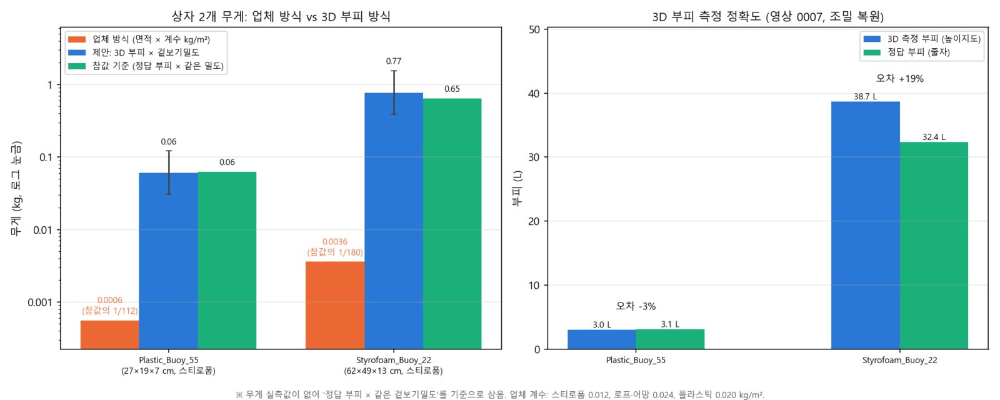 상자 2개 무게: 업체 방식 vs 3D 부피 방식
업체 방식 (면적 × 계수 kg/m²)
제안: 3D 부피 × 겉보기밀도
참값 기준 (정답 부피 × 같은 밀도)
무게 (kg, 로그 눈금)
1
0.1
0.01
0.001
0.0006
(참값의 1/112)
0.06
0.06
0.0036
(참값의 1/180)
0.77
0.65
Plastic_Buoy_55
(27×19×7 cm, 스티로폼)
Styrofoam_Buoy_22
(62×49×13 cm, 스티로폼)
3D 부피 측정 정확도 (영상 0007, 조밀 복원)
3D 측정 부피 (높이지도)
정답 부피 (줄자)
부피 (L)
50
40
30
20
10
0
오차 -3%
3.0 L
3.1 L
오차 +19%
38.7 L
32.4 L
Plastic_Buoy_55
Styrofoam_Buoy_22
※ 무게 실측값이 없어 '정답 부피 × 같은 겉보기밀도'를 기준으로 삼음. 업체 계수: 스티로폼 0.012, 로프·어망 0.024, 플라스틱 0.020 kg/m².